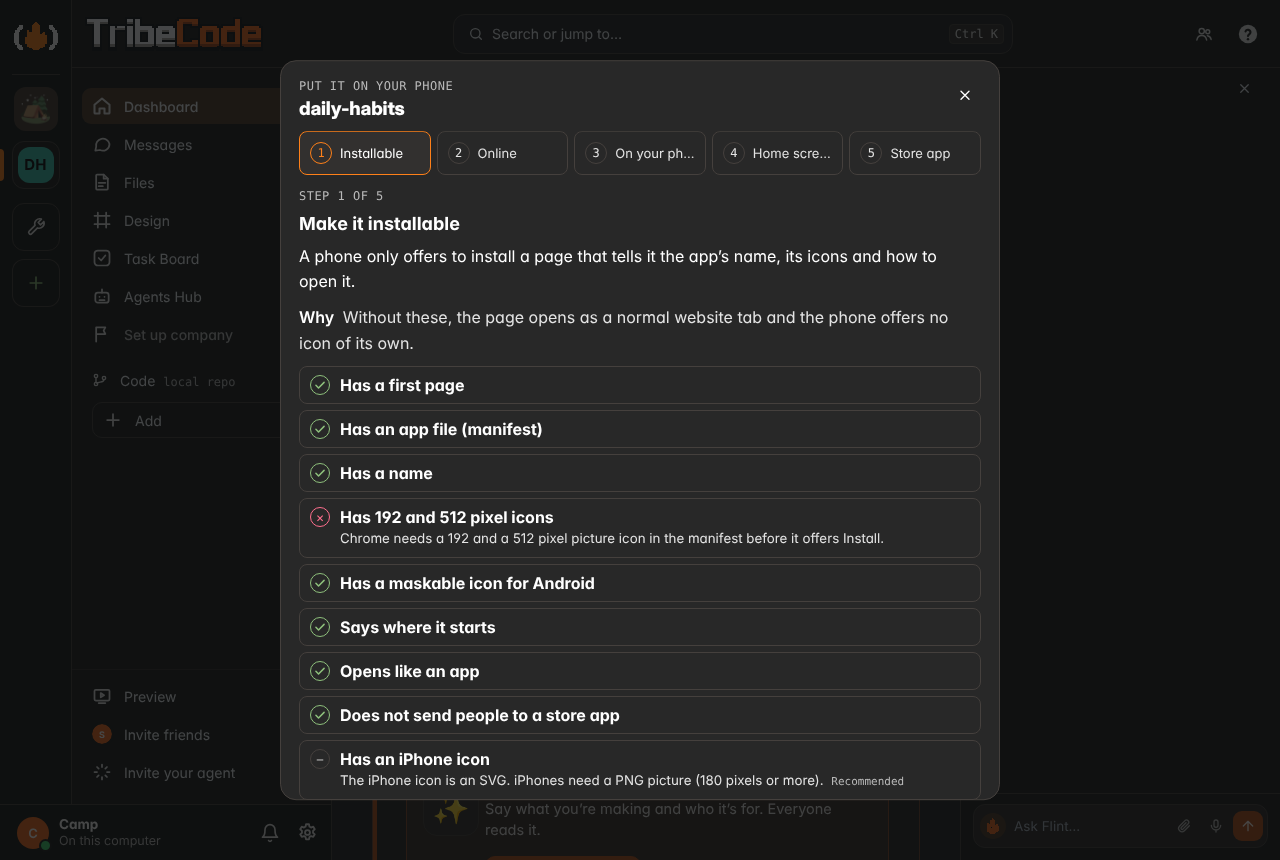 TribeCode
Search or jump to...
Ctrl K
DH
Dashboard
Messages
Files
Design
Task Board
Agents Hub
Set up company
Code local repo
Add
Preview
S
Invite friends
Invite your agent
C
Camp
On this computer
PUT IT ON YOUR PHONE
daily-habits
1 Installable
2 Online
3 On your ph...
4 Home scre...
5 Store app
STEP 1 OF 5
Make it installable
A phone only offers to install a page that tells it the app’s name, its icons and how to
open it.
Why Without these, the page opens as a normal website tab and the phone offers no
icon of its own.
Has a first page
Has an app file (manifest)
Has a name
Has 192 and 512 pixel icons
Chrome needs a 192 and a 512 pixel picture icon in the manifest before it offers Install.
Has a maskable icon for Android
Says where it starts
Opens like an app
Does not send people to a store app
Has an iPhone icon
The iPhone icon is an SVG. iPhones need a PNG picture (180 pixels or more). Recommended
Say what you’re making and who it’s for. Everyone
reads it.
Ask Flint...